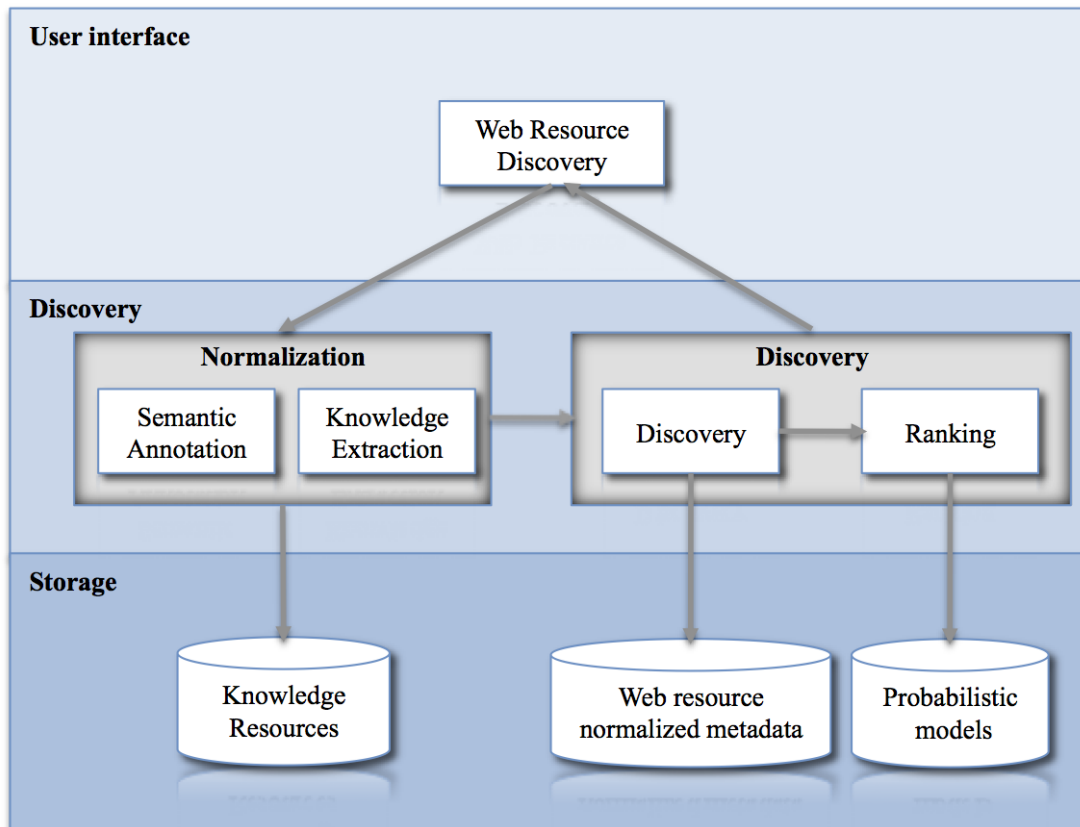 User interface
Web Resource
Discovery
Discovery
Normalization
Semantic
Annotation
Knowledge
Extraction
Discovery
Discovery
Ranking
Storage
Knowledge
Resources
Web resource
normalized metadata
Probabilistic
models